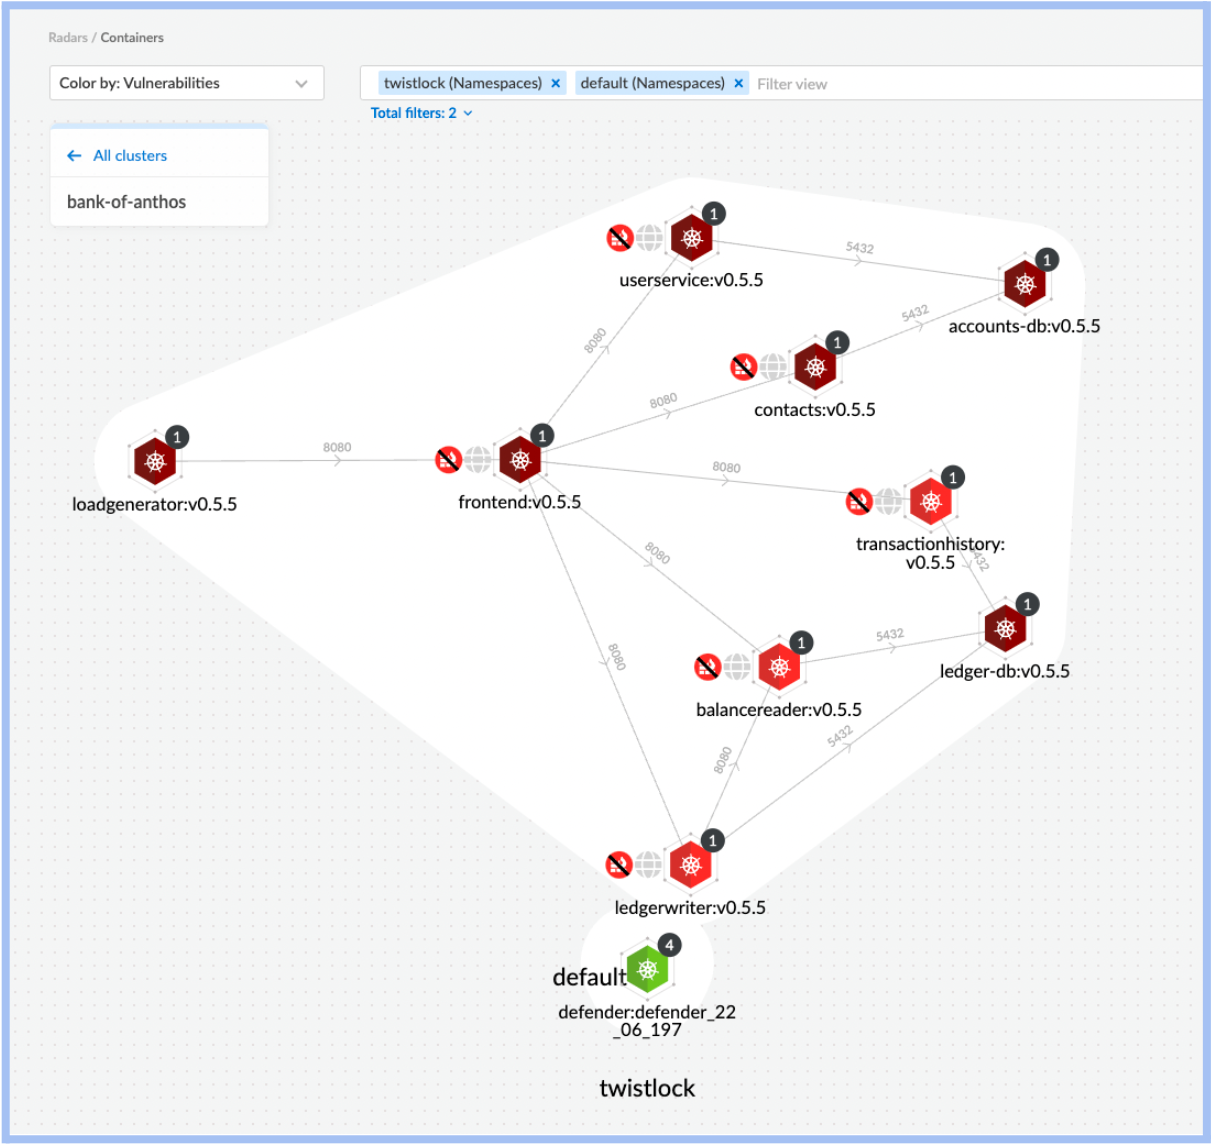 Radars / Containers
Color by: Vulnerabilities
twistlock (Namespaces) × default (Namespaces) × Filter view
Total filters: 2
← All clusters
bank-of-anthos
1
userservice:v0.5.5
5432
1
accounts-db:v0.5.5
5432
8080
1
contacts:v0.5.5
8080
1
loadgenerator:v0.5.5
8080
1
frontend:v0.5.5
8080
1
transactionhistory:
v0.5.5
5432
8080
1
ledger-db:v0.5.5
5432
8080
1
balancereader:v0.5.5
5432
8080
1
ledgerwriter:v0.5.5
4
default
defender:defender_22
_06_197
twistlock